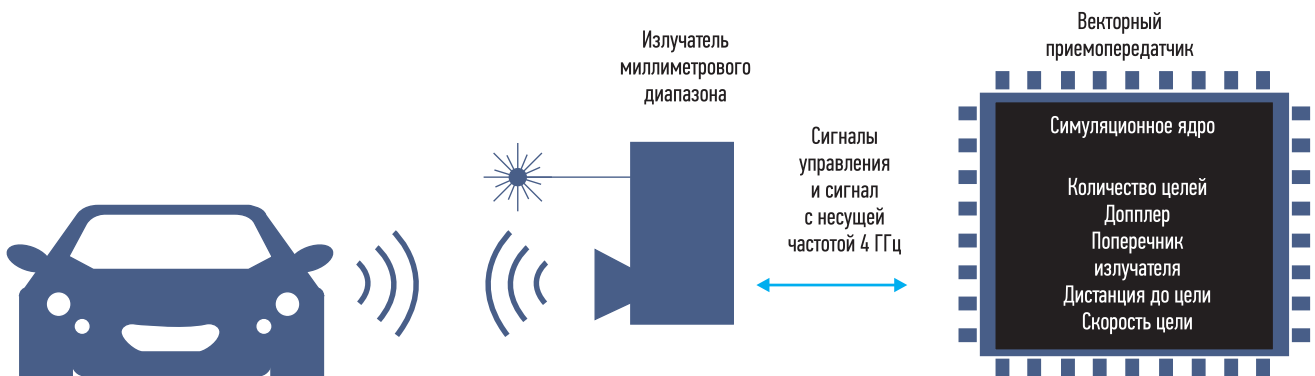 Излучатель
миллиметрового
диапазона
Сигналы
управления
и сигнал
с несущей
частотой 4 ГГц
Векторный
приемопередатчик
Симуляционное ядро
Количество целей
Допплер
Поперечник
излучателя
Дистанция до цели
Скорость цели